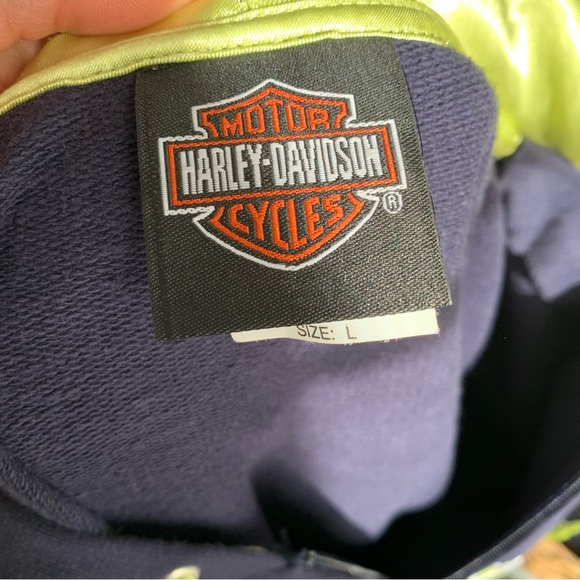 MOTOR
HARLEY-DAVIDSON
CYCLES ®
SIZE: L